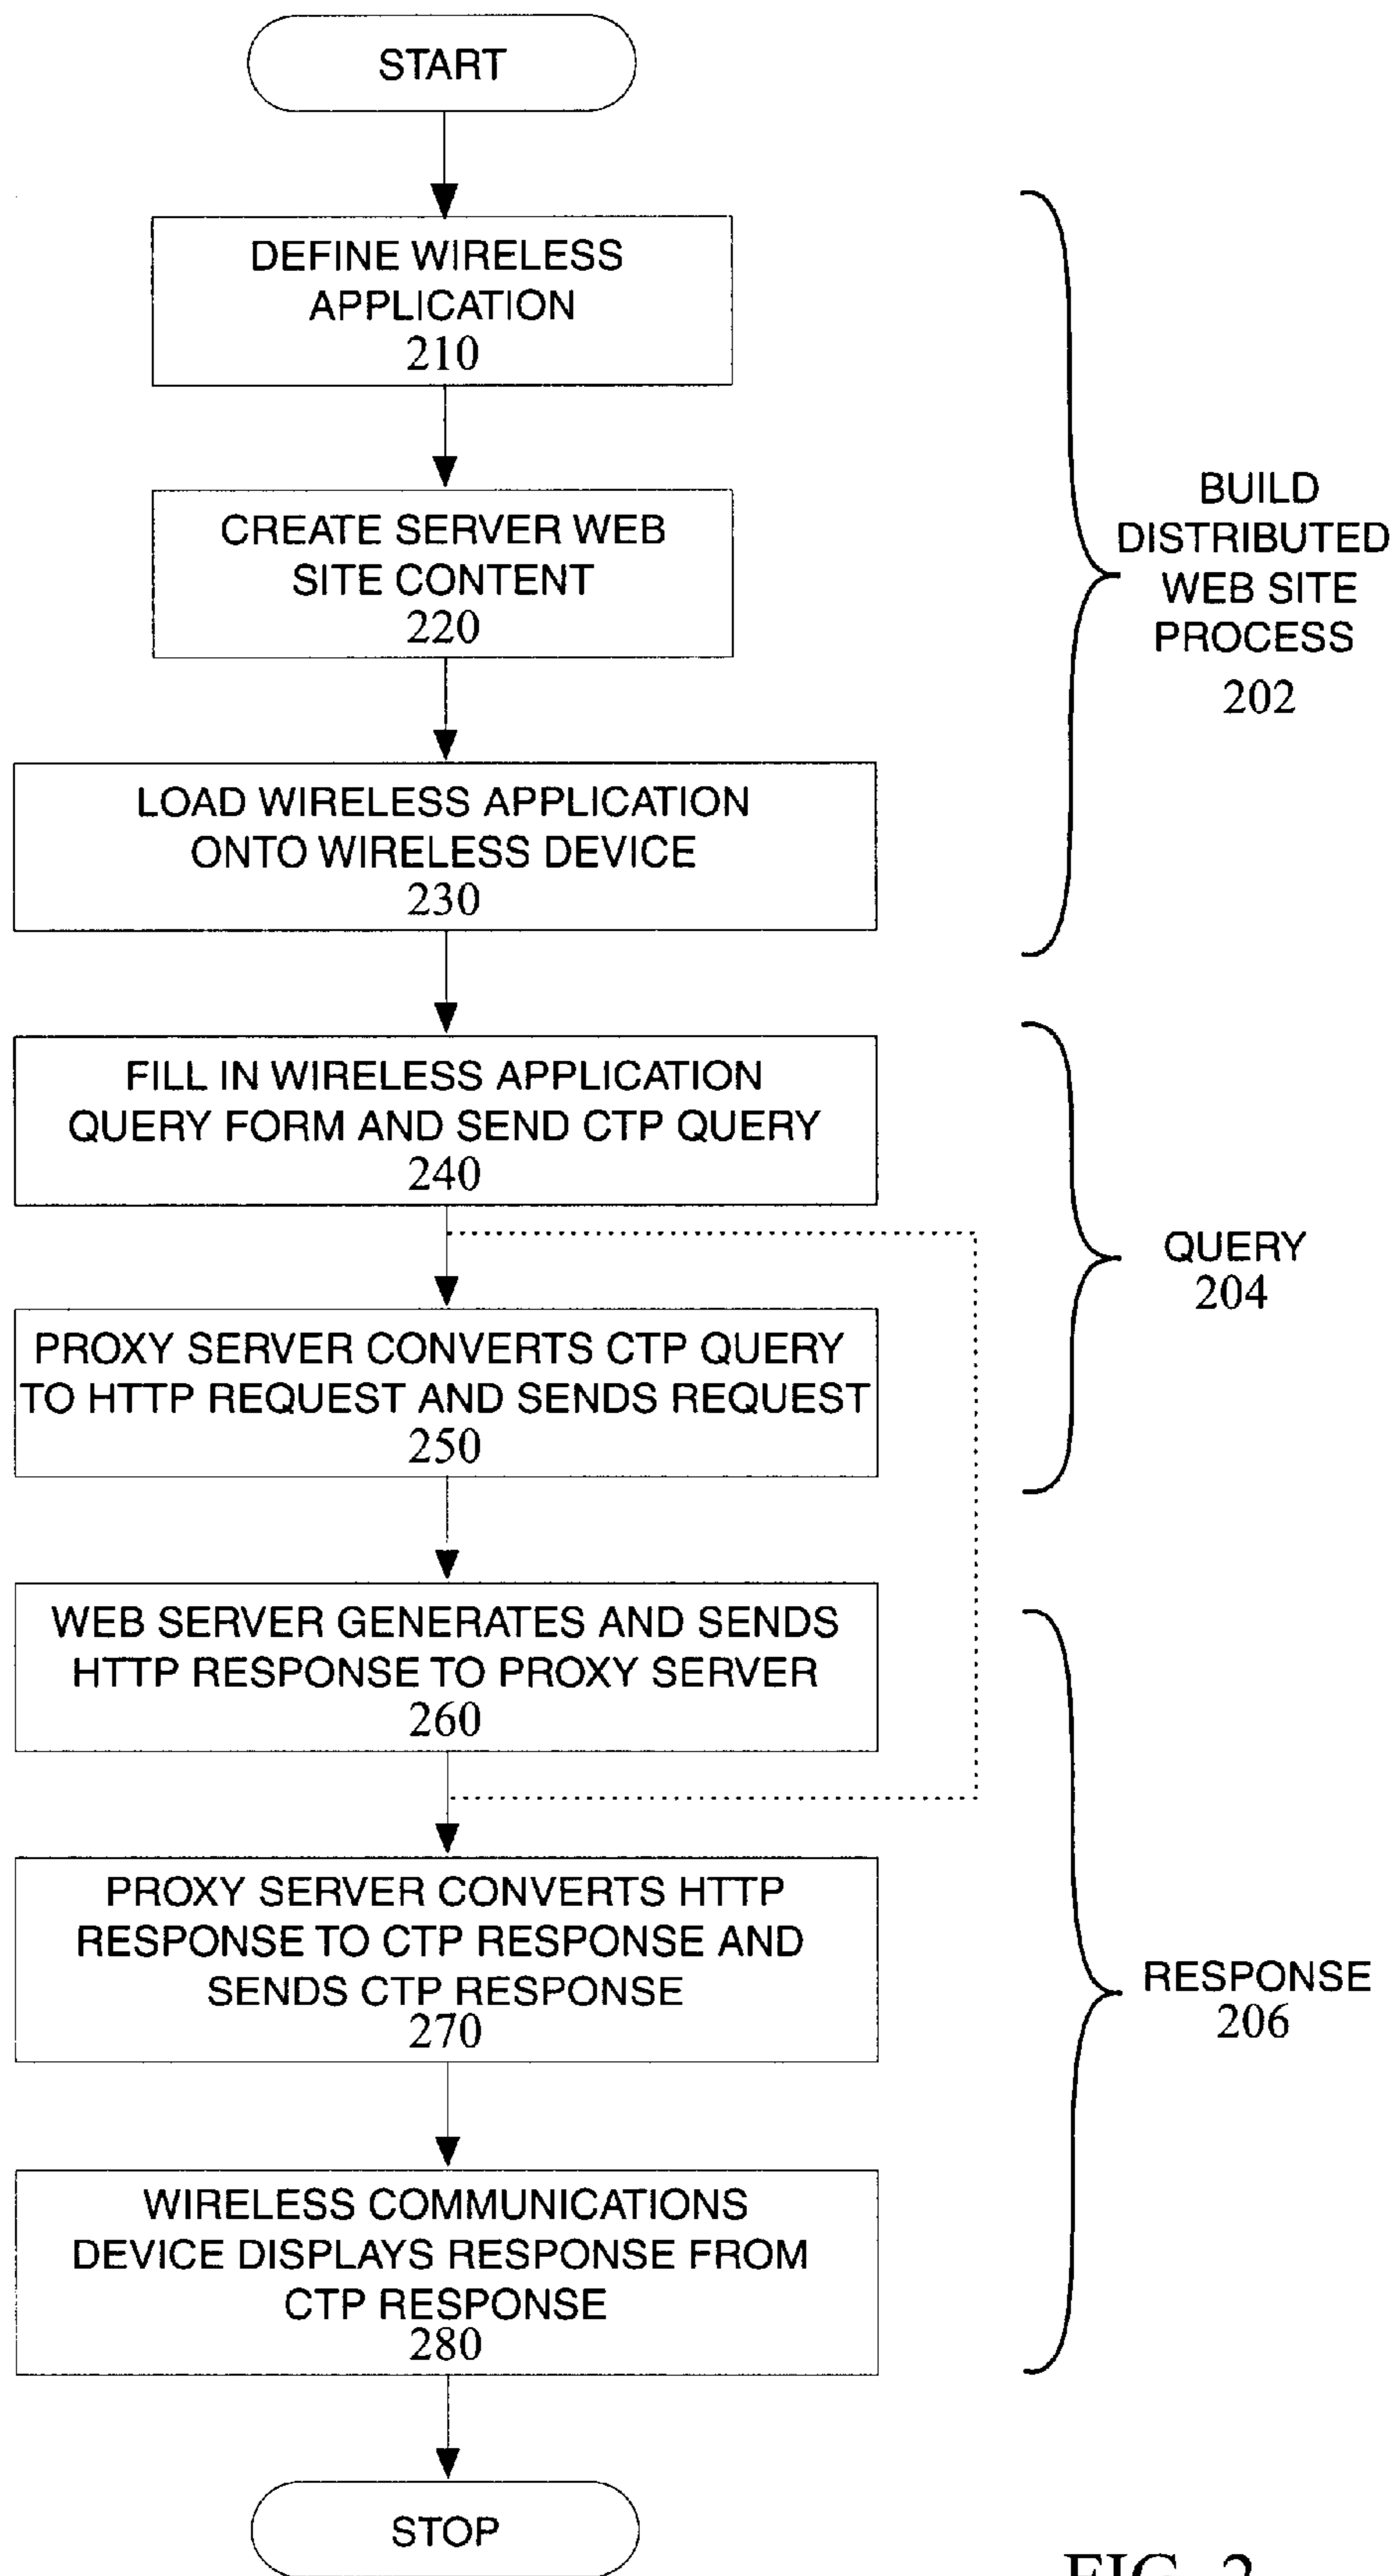 START
DEFINE WIRELESS
APPLICATION
210
CREATE SERVER WEB
SITE CONTENT
220
LOAD WIRELESS APPLICATION
ONTO WIRELESS DEVICE
230
BUILD
DISTRIBUTED
WEB SITE
PROCESS
202
FILL IN WIRELESS APPLICATION
QUERY FORM AND SEND CTP QUERY
240
PROXY SERVER CONVERTS CTP QUERY
TO HTTP REQUEST AND SENDS REQUEST
250
QUERY
204
WEB SERVER GENERATES AND SENDS
HTTP RESPONSE TO PROXY SERVER
260
PROXY SERVER CONVERTS HTTP
RESPONSE TO CTP RESPONSE AND
SENDS CTP RESPONSE
270
WIRELESS COMMUNICATIONS
DEVICE DISPLAYS RESPONSE FROM
CTP RESPONSE
280
RESPONSE
206
STOP
FIG. 2